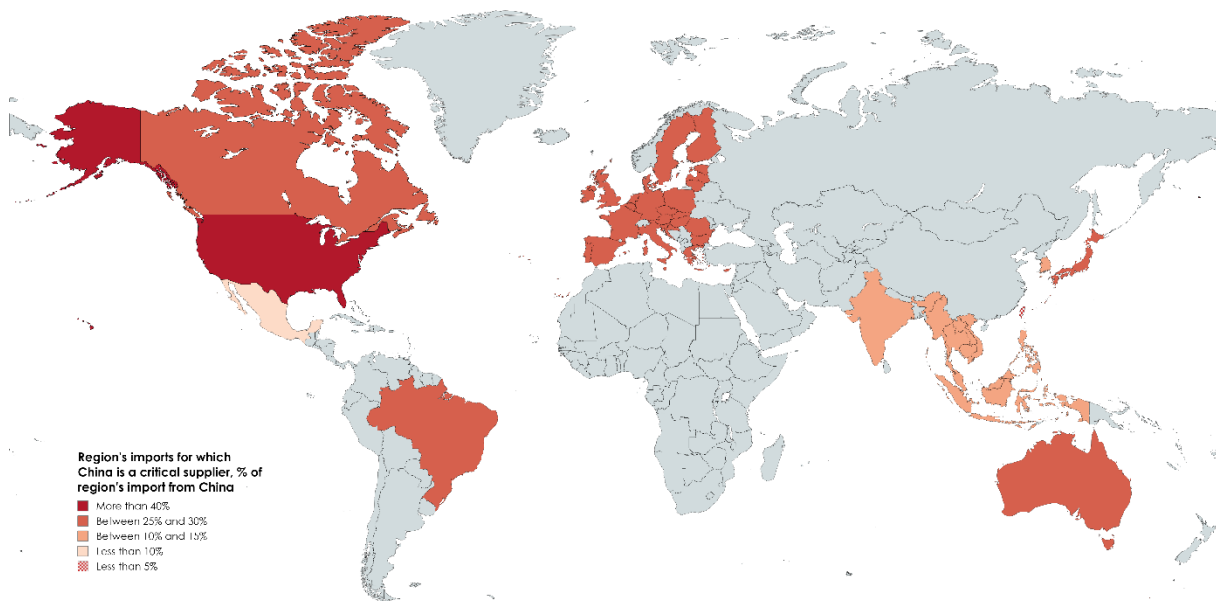 Region's imports for which
China is a critical supplier, % of
region's import from China
More than 40%
Between 25% and 30%
Between 10% and 15%
Less than 10%
Less than 5%